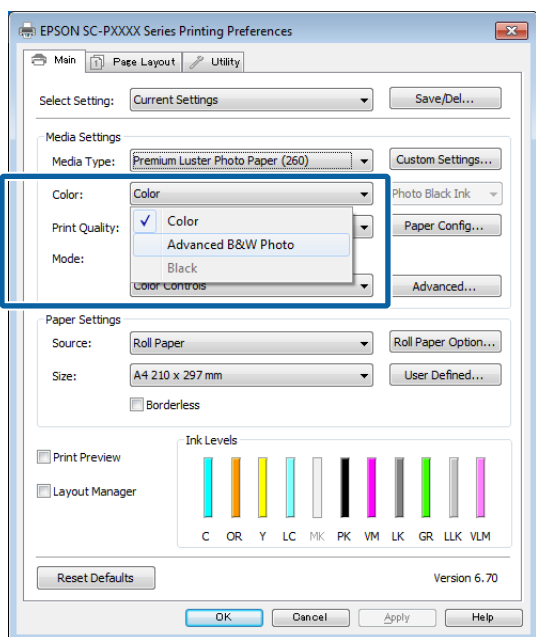 EPSON SC-PXXXX Series Printing Preferences
Main Page Layout Utility
Select Setting: Current Settings Save/Del...
Media Settings
Media Type: Premium Luster Photo Paper (260) Custom Settings...
Color: Color Photo Black Ink
Color
Print Quality: Paper Config...
Advanced B&W Photo
Mode:
Black
Color Controls Advanced...
Paper Settings
Source: Roll Paper Roll Paper Option...
Size: A4 210 x 297 mm User Defined...
Borderless
Ink Levels
Print Preview
Layout Manager
C OR Y LC MK PK VM LK GR LLK VLM
Reset Defaults Version 6.70
OK Cancel Apply Help